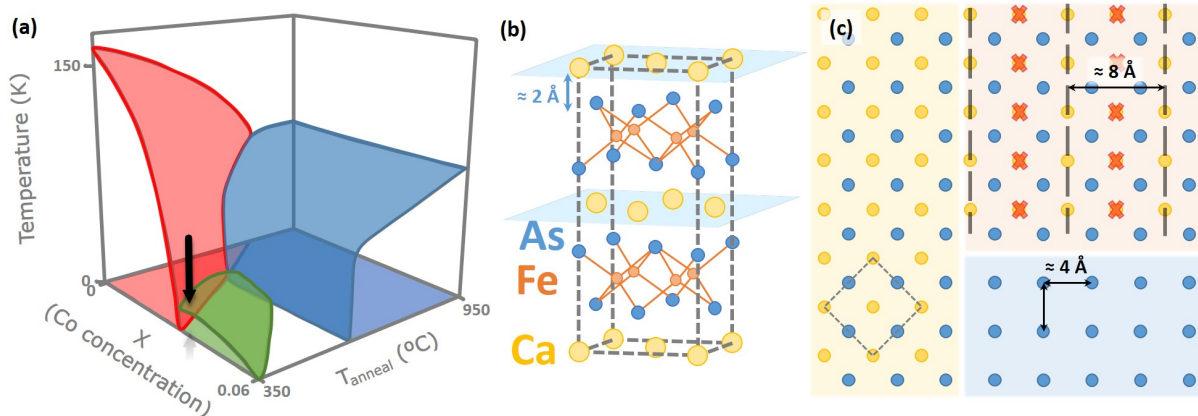 (a)
Temperature (K)
150
0
0
X
(Co concentration)
0.06
350
T_anneal (ºC)
950
(b)
≈ 2 Å
As
Fe
Ca
(c)
≈ 8 Å
≈ 4 Å